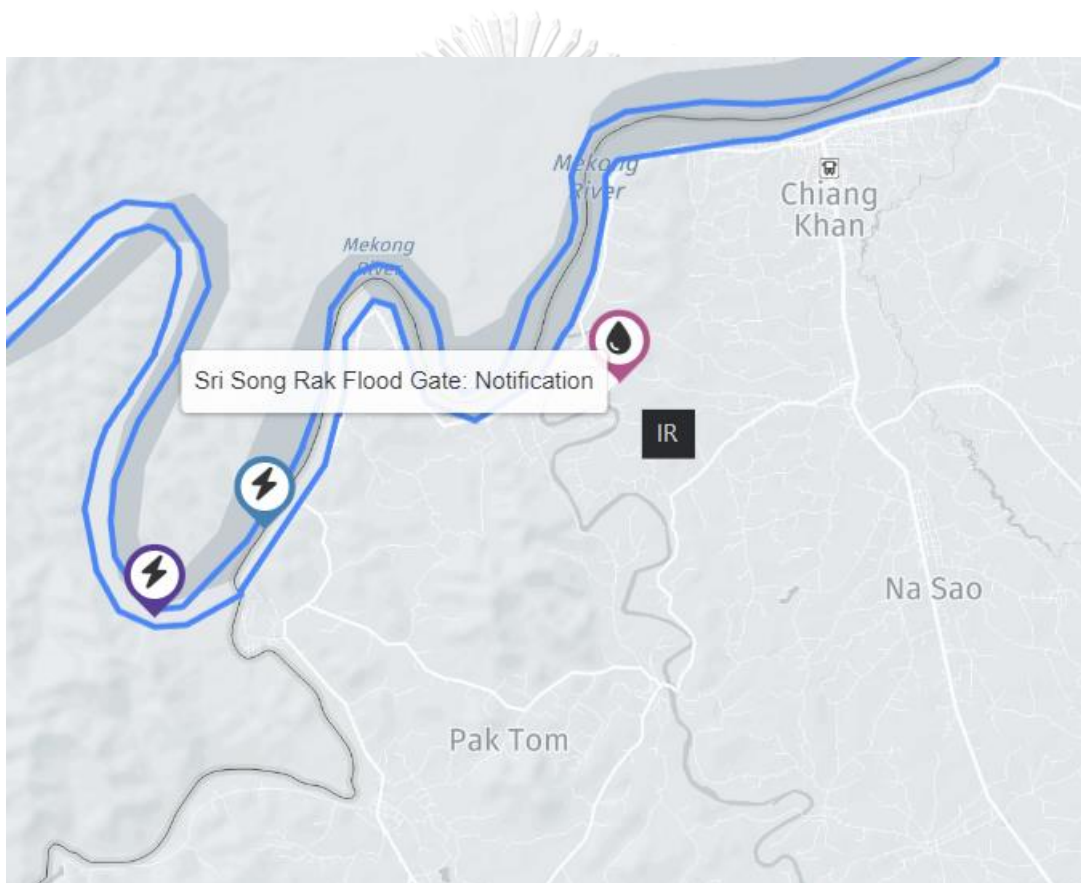 Mekong
River
Chiang
Khan
Mekong
River
Sri Song Rak Flood Gate: Notification
IR
Na Sao
Pak Tom